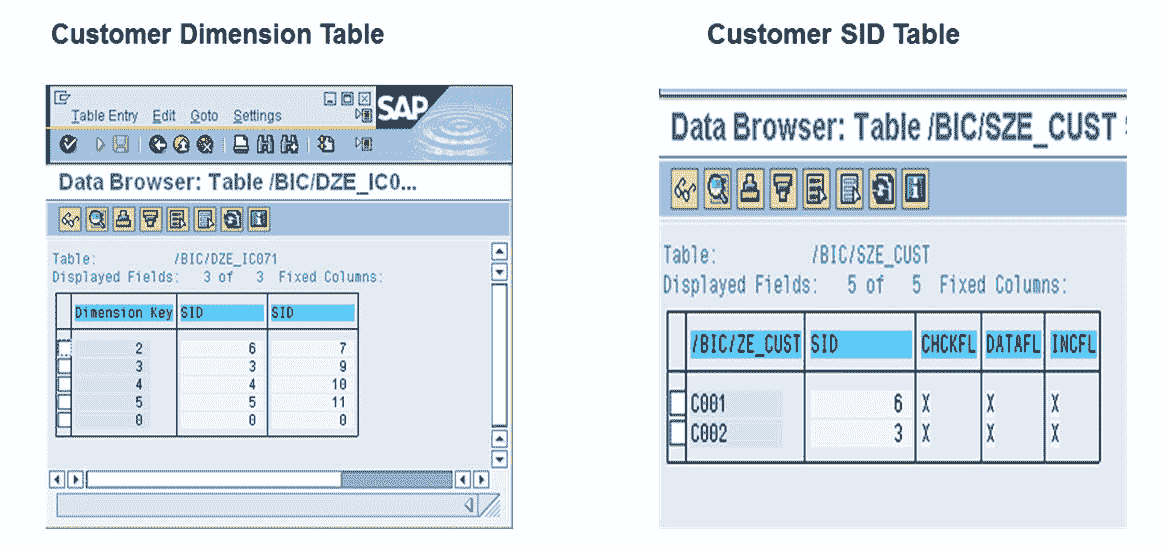 Customer Dimension Table
Customer SID Table
Table Entry Edit Goto Settings
SAP
Data Browser: Table /BIC/DZE_IC0...
Table: /BIC/DZE_IC071
Displayed Fields: 3 of 3 Fixed Columns:
Dimension Key SID SID
2 6 7
3 3 9
4 4 10
5 5 11
0 0 0
Data Browser: Table /BIC/SZE_CUST
Table: /BIC/SZE_CUST
Displayed Fields: 5 of 5 Fixed Columns:
/BIC/ZE_CUST SID CHCKFL DATAFL INCFL
C001 6 X X X
C002 3 X X X